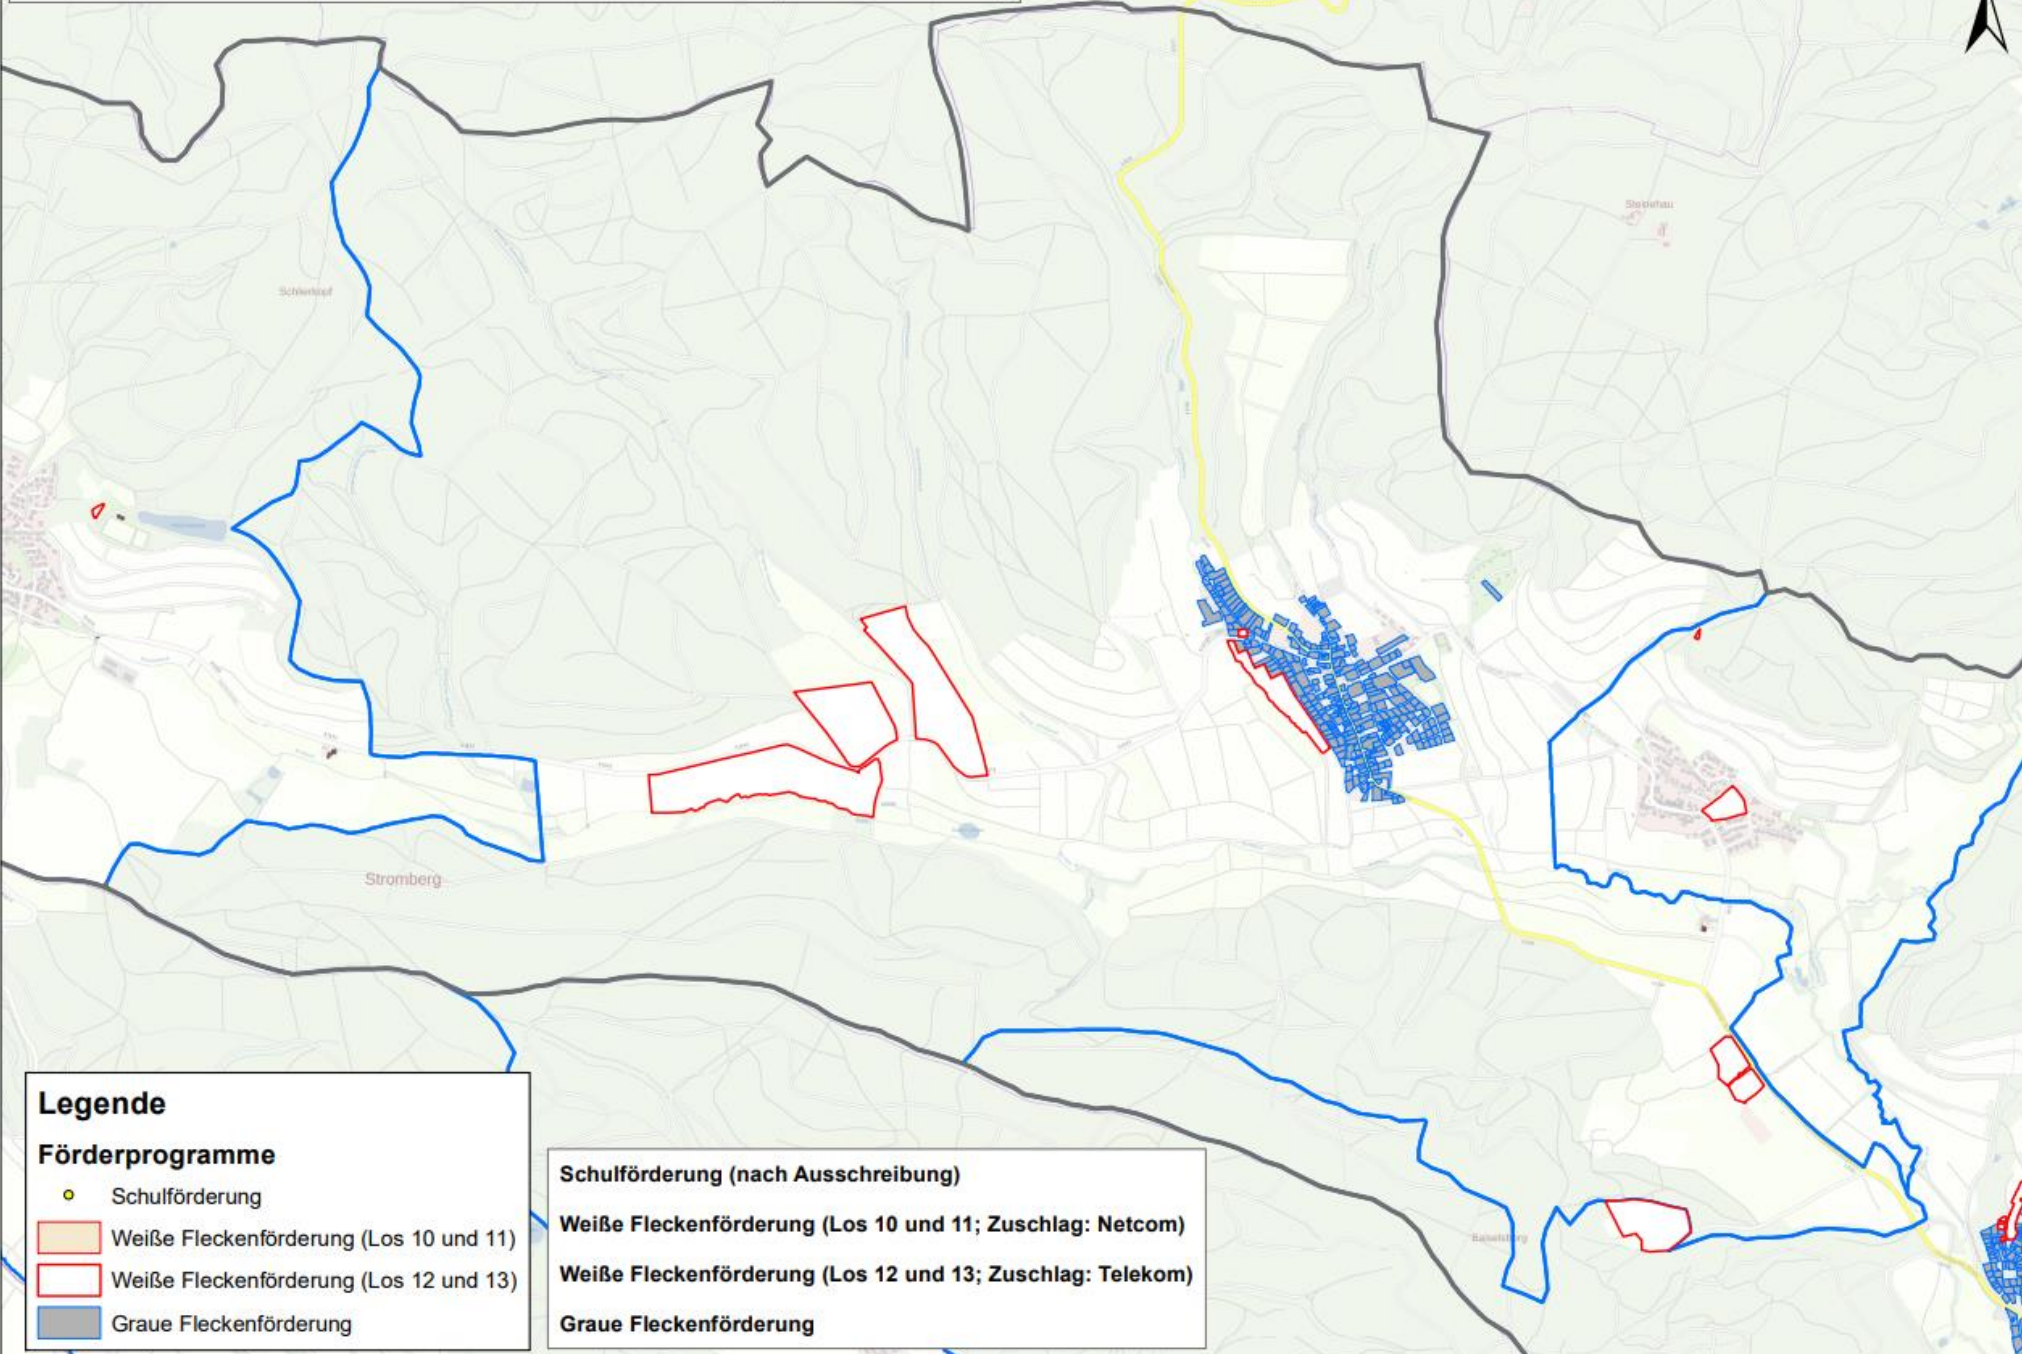 Stromberg
Legende
Förderprogramme
Schulförderung
Weiße Fleckenförderung (Los 10 und 11)
Weiße Fleckenförderung (Los 12 und 13)
Graue Fleckenförderung
Schulförderung (nach Ausschreibung)
Weiße Fleckenförderung (Los 10 und 11; Zuschlag: Netcom)
Weiße Fleckenförderung (Los 12 und 13; Zuschlag: Telekom)
Graue Fleckenförderung